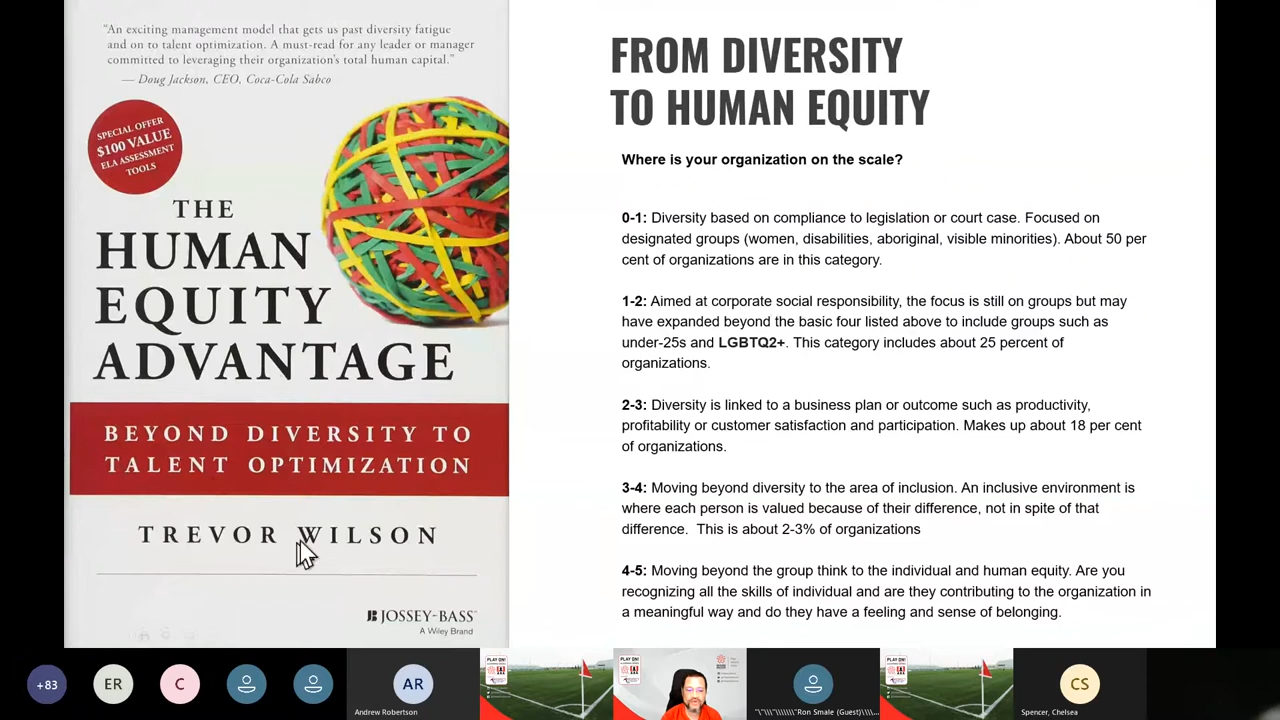 “An exciting management model that gets us past diversity fatigue
and on to talent optimization. A must-read for any leader or manager
committed to leveraging their organization’s total human capital.”
— Doug Jackson, CEO, Coca-Cola Sabco
SPECIAL OFFER
$100 VALUE
ELA ASSESSMENT
TOOLS
THE
HUMAN
EQUITY
ADVANTAGE
BEYOND DIVERSITY TO
TALENT OPTIMIZATION
TREVOR WILSON
JOSSEY-BASS™
A Wiley Brand
FROM DIVERSITY
TO HUMAN EQUITY
Where is your organization on the scale?
0-1: Diversity based on compliance to legislation or court case. Focused on
designated groups (women, disabilities, aboriginal, visible minorities). About 50 per
cent of organizations are in this category.
1-2: Aimed at corporate social responsibility, the focus is still on groups but may
have expanded beyond the basic four listed above to include groups such as
under-25s and LGBTQ2+. This category includes about 25 percent of
organizations.
2-3: Diversity is linked to a business plan or outcome such as productivity,
profitability or customer satisfaction and participation. Makes up about 18 per cent
of organizations.
3-4: Moving beyond diversity to the area of inclusion. An inclusive environment is
where each person is valued because of their difference, not in spite of that
difference.  This is about 2-3% of organizations
4-5: Moving beyond the group think to the individual and human equity. Are you
recognizing all the skills of individual and are they contributing to the organization in
a meaningful way and do they have a feeling and sense of belonging.
+83
ER
C
AR
Andrew Robertson
PLAY ON!
PLAY ON!
PLAY ON!
"\"\\\"\\\\\\\"Ron Smale (Guest)\\\\...
CS
Spencer, Chelsea